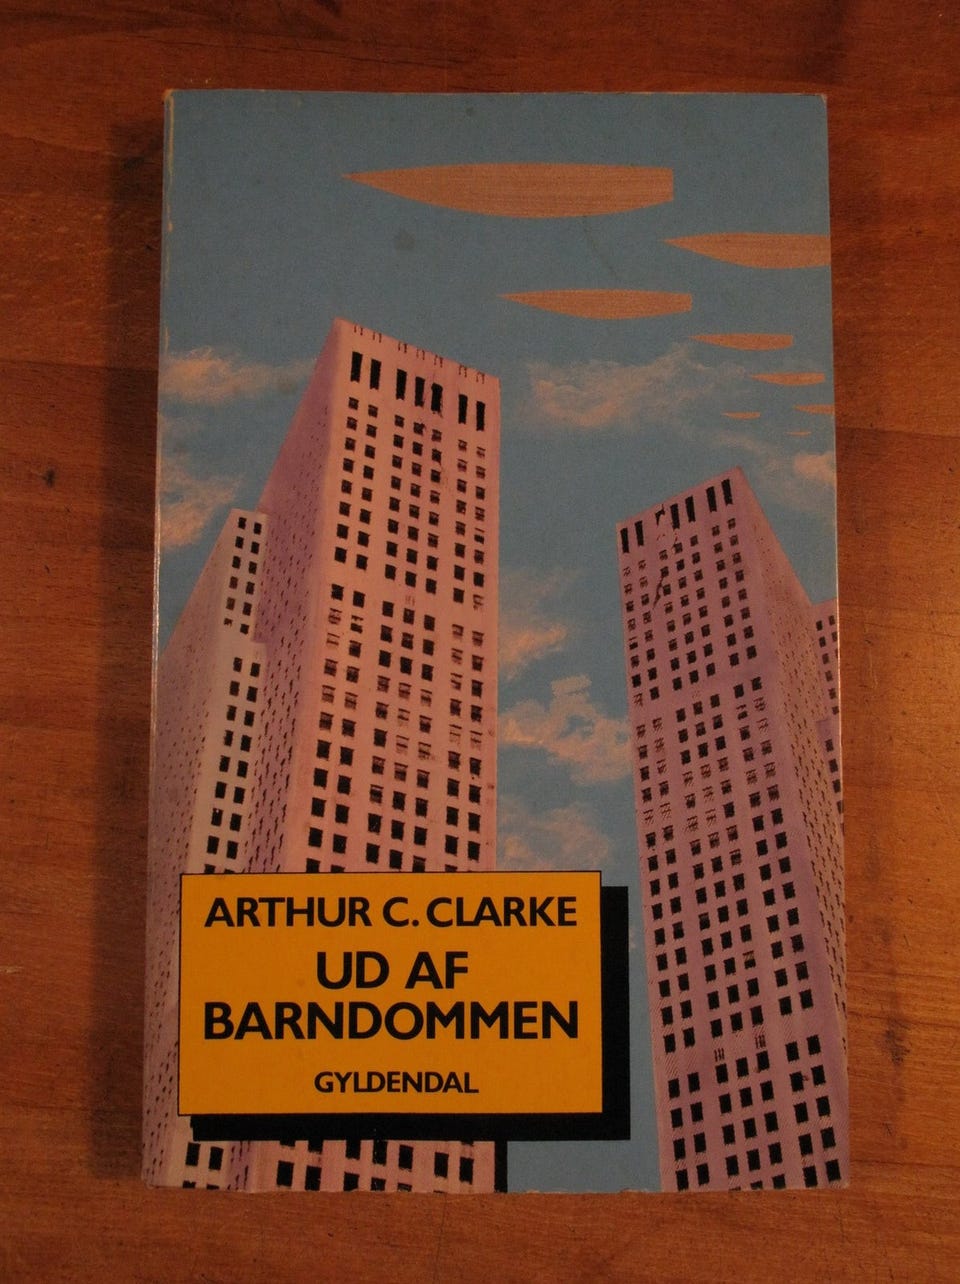 ARTHUR C. CLARKE
UD AF
BARNDOMMEN
GYLDENDAL